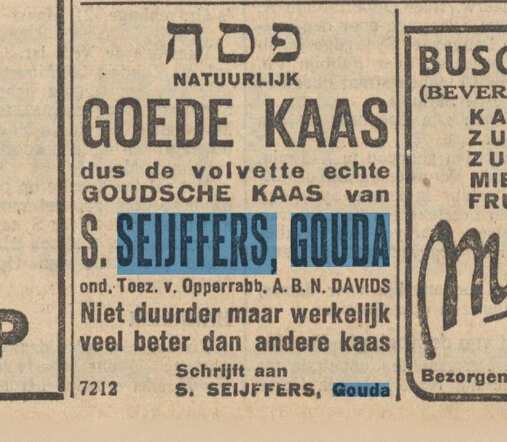 פסח
NATUURLIJK
GOEDE KAAS
dus de volvette echte
GOUDSCHE KAAS van
S. SEIJFFERS, GOUDA
ond. Toez. v. Opperrabb. A. B. N. DAVIDS
Niet duurder maar werkelijk
veel beter dan andere kaas
Schrijft aan
7212 S. SEIJFFERS, Gouda
P
BUSC
(BEVER
KA
ZU
ZU
MIE
FRU
M
Bezorgen